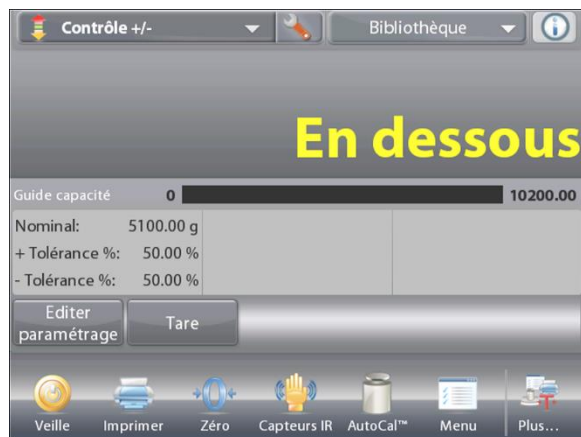 Contrôle +/-
Bibliothèque
En dessous
Guide capacité 0 10200.00
Nominal: 5100.00 g
+ Tolérance %: 50.00 %
- Tolérance %: 50.00 %
Editer paramétrage
Tare
Veille
Imprimer
Zéro
Capteurs IR
AutoCal™
Menu
Plus...